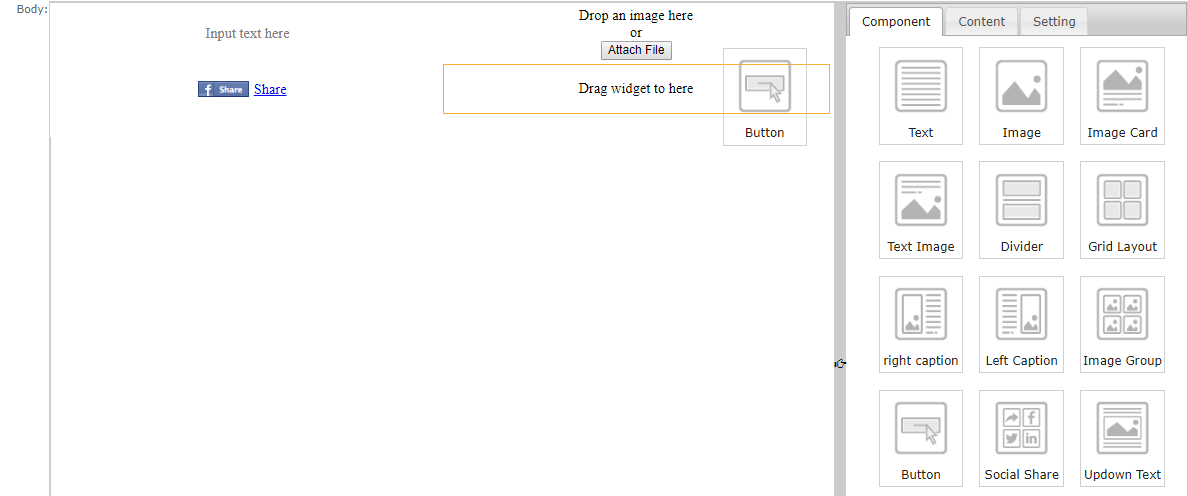 Body:
Input text here
Share Share
Drop an image here
or
Attach File
Drag widget to here
Button
Component Content Setting
Text Image Image Card
Text Image Divider Grid Layout
right caption Left Caption Image Group
Button Social Share Updown Text